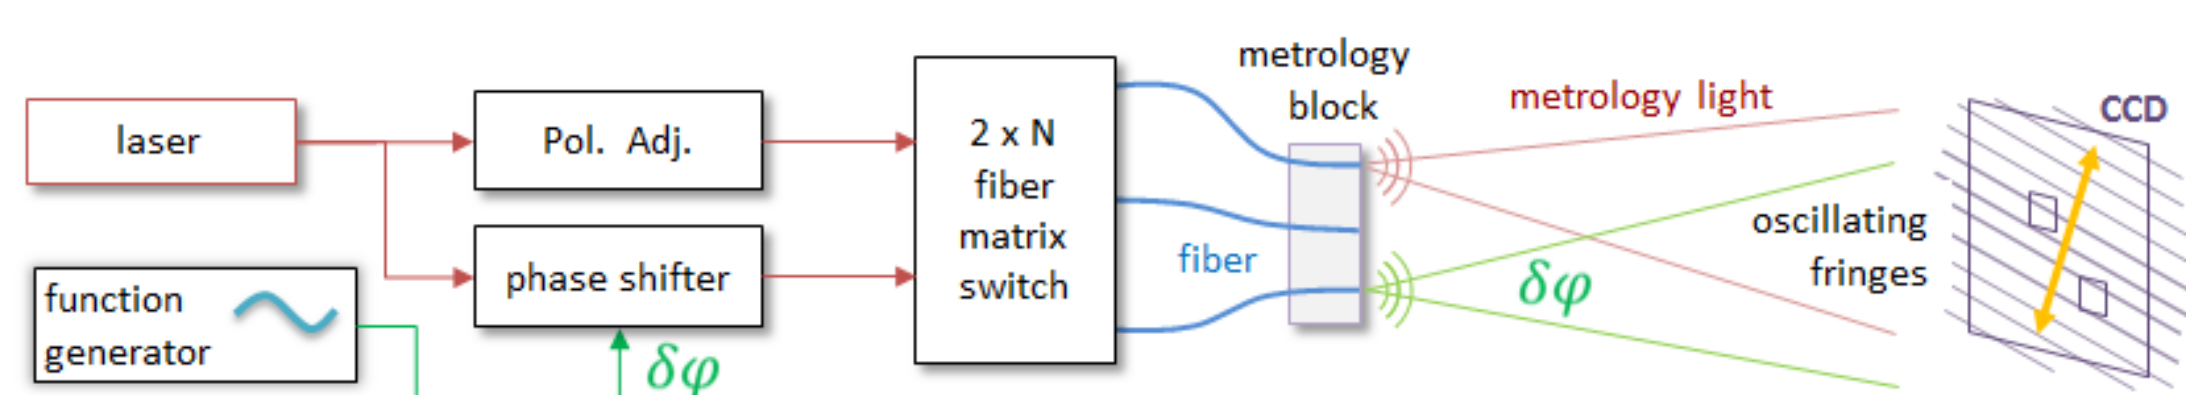 laser
Pol. Adj.
phase shifter
function
generator
δφ
2 x N
fiber
matrix
switch
fiber
metrology
block
metrology light
δφ
oscillating
fringes
CCD